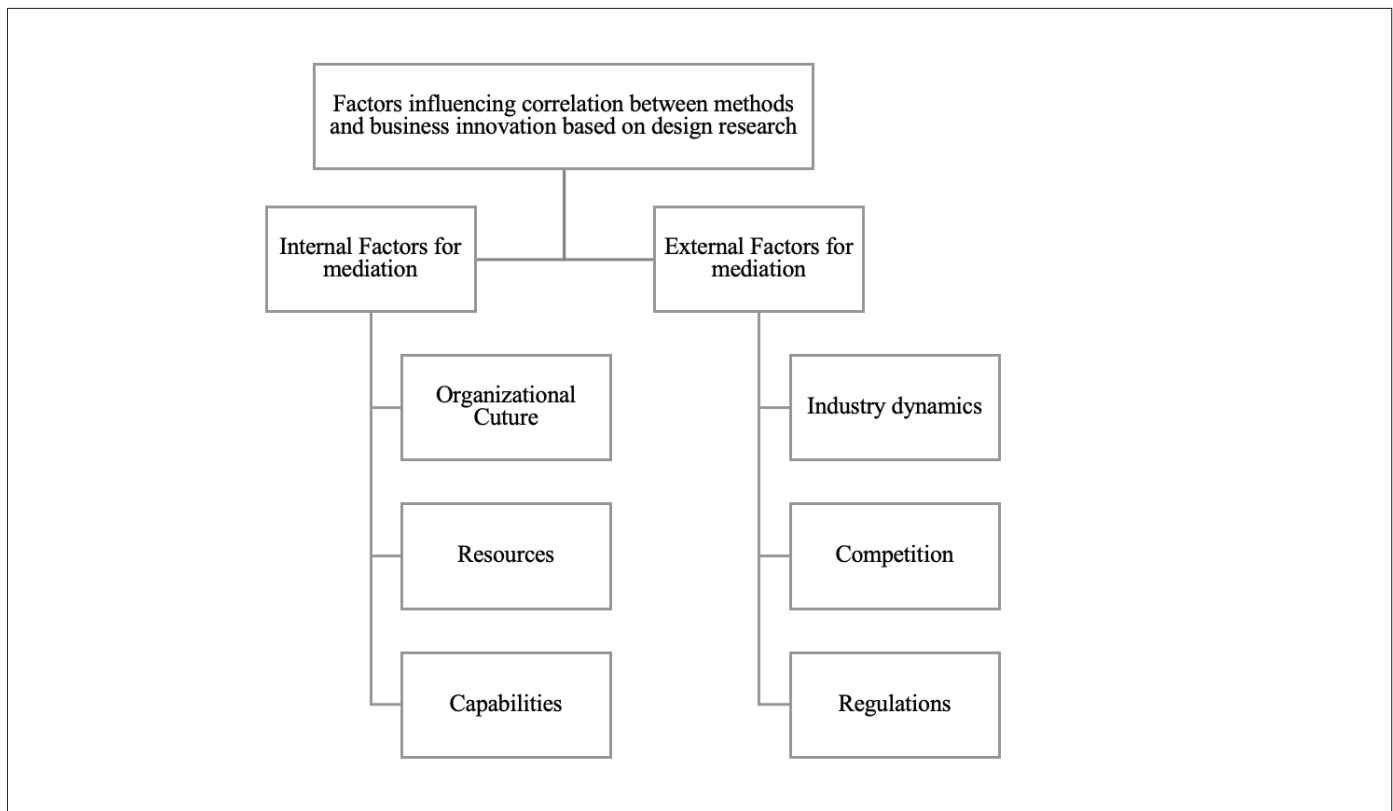 Factors influencing correlation between methods
and business innovation based on design research
Internal Factors for
mediation
External Factors for
mediation
Organizational
Cuture
Resources
Capabilities
Industry dynamics
Competition
Regulations